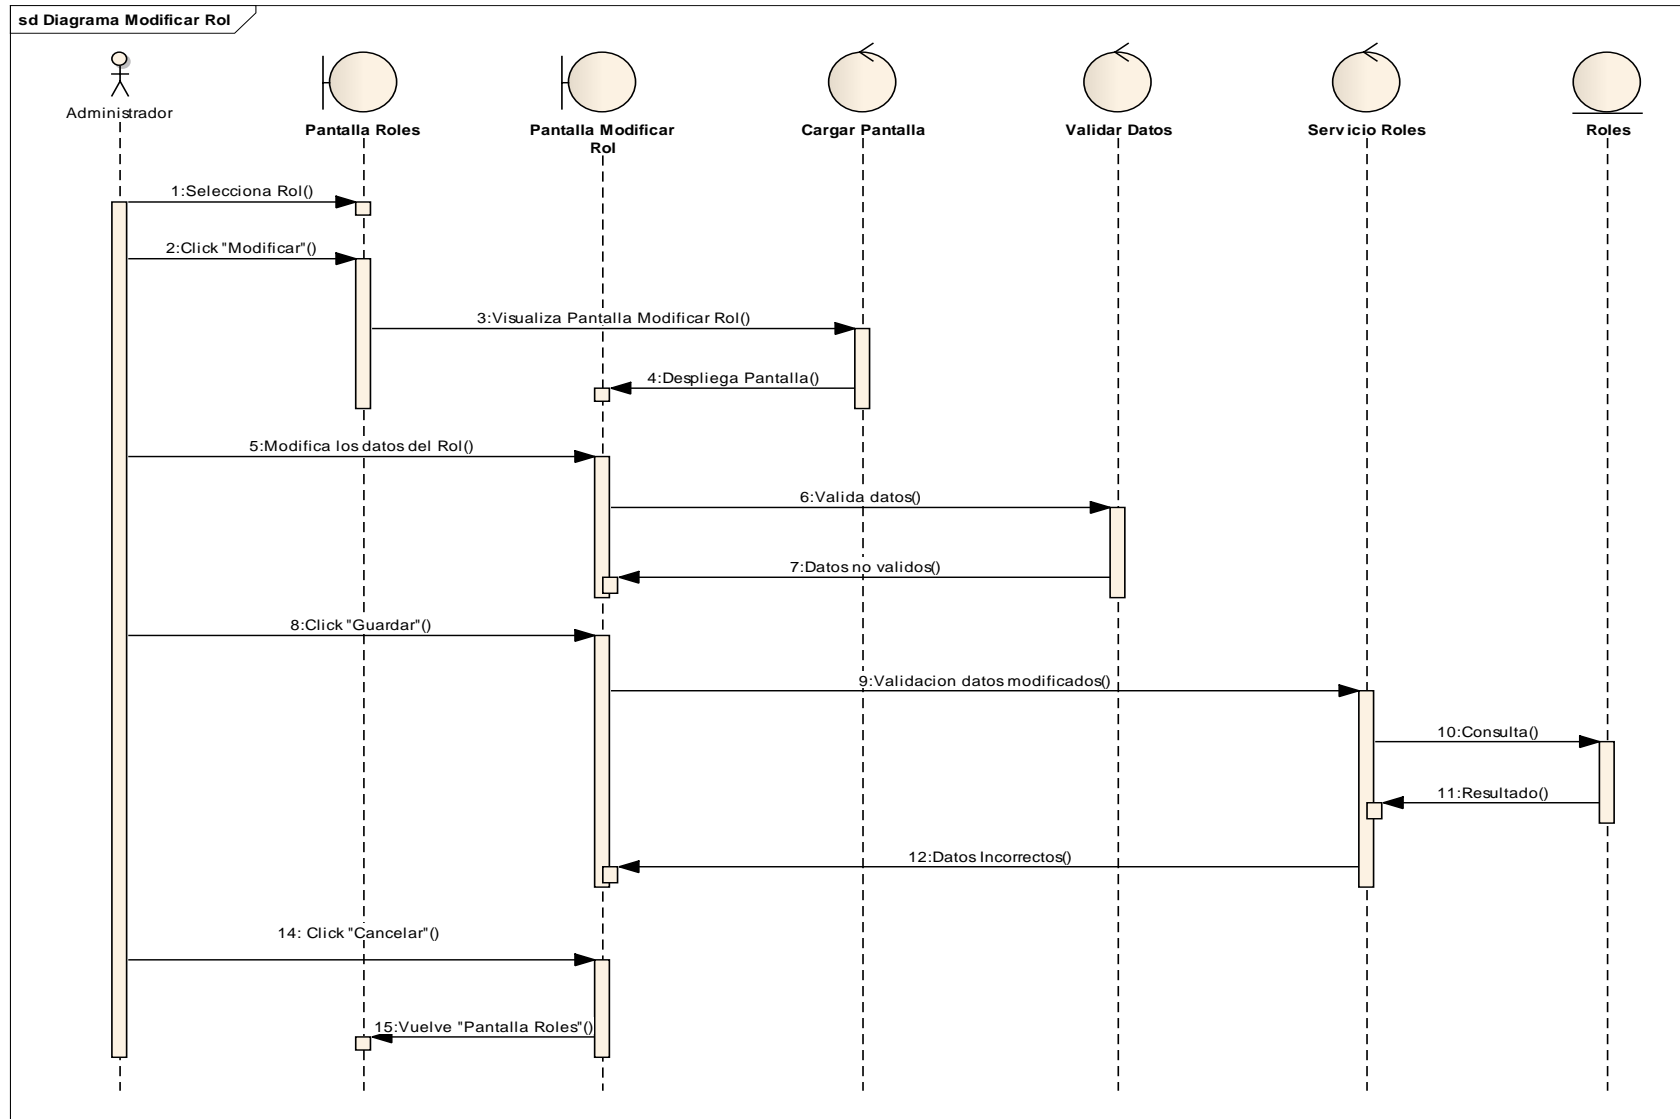 sd Diagrama Modificar Rol
Administrador
Pantalla Roles
Pantalla Modificar
Rol
Cargar Pantalla
Validar Datos
Servicio Roles
Roles
1:Selecciona Rol()
2:Click "Modificar"()
3:Visualiza Pantalla Modificar Rol()
4:Despliega Pantalla()
5:Modifica los datos del Rol()
6:Valida datos()
7:Datos no validos()
8:Click "Guardar"()
9:Validacion datos modificados()
10:Consulta()
11:Resultado()
12:Datos Incorrectos()
14: Click "Cancelar"()
15:Vuelve "Pantalla Roles"()